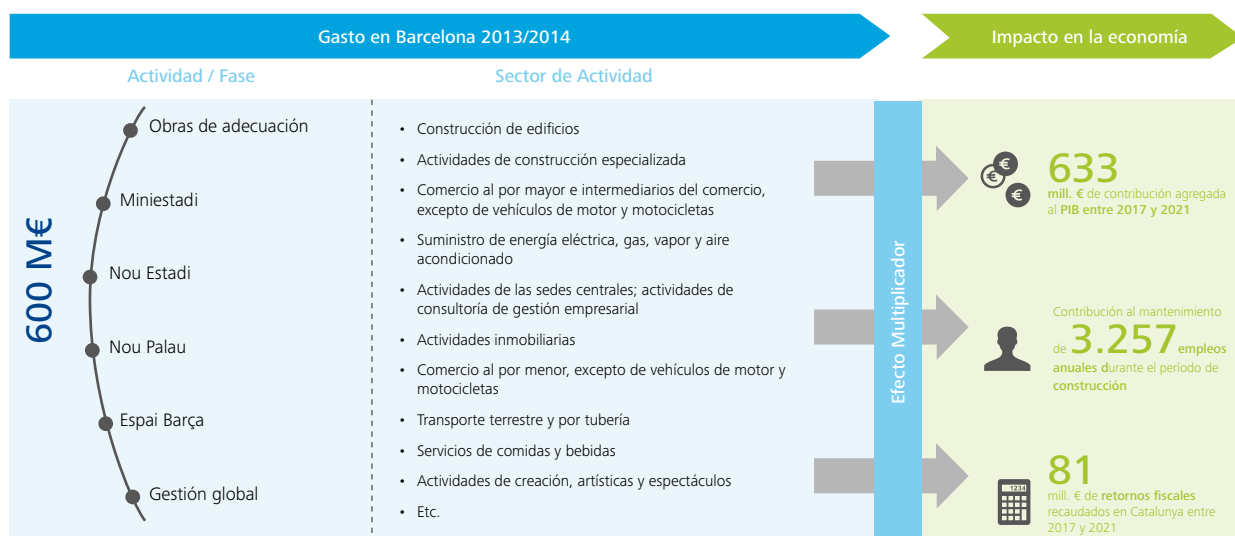 Gasto en Barcelona 2013/2014
Impacto en la economía
Actividad / Fase
Sector de Actividad
600 M€
Obras de adecuación
Miniestadi
Nou Estadi
Nou Palau
Espai Barça
Gestión global
• Construcción de edificios
• Actividades de construcción especializada
• Comercio al por mayor e intermediarios del comercio,
excepto de vehículos de motor y motocicletas
• Suministro de energía eléctrica, gas, vapor y aire
acondicionado
• Actividades de las sedes centrales; actividades de
consultoría de gestión empresarial
• Actividades inmobiliarias
• Comercio al por menor, excepto de vehículos de motor y
motocicletas
• Transporte terrestre y por tubería
• Servicios de comidas y bebidas
• Actividades de creación, artísticas y espectáculos
• Etc.
Efecto Multiplicador
€
€
€
633
mill. € de contribución agregada
al PIB entre 2017 y 2021
Contribución al mantenimiento
de 3.257 empleos
anuales durante el periodo de
construcción
1234
81
mill. € de retornos fiscales
recaudados en Catalunya entre
2017 y 2021